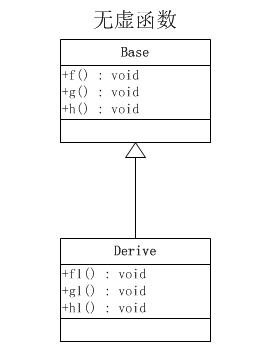 无虚函数
Base
+f() : void
+g() : void
+h() : void
Derive
+f1() : void
+g1() : void
+h1() : void